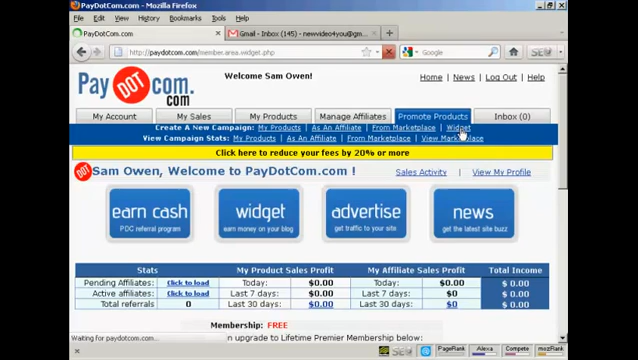 PayDotCom.com - Mozilla Firefox
File Edit View History Bookmarks Tools Help
PayDotCom.com
Gmail - Inbox (145) - newvideo4you@gm...
http://paydotcom.com/member.area.widget.php
Google
Pay DOT com.
com
Welcome Sam Owen!
Home | News | Log Out | Help
My Account My Sales My Products Manage Affiliates Promote Products Inbox (0)
Create A New Campaign: My Products | As An Affiliate | From Marketplace | Widget
View Campaign Stats: My Products | As An Affiliate | From Marketplace | View Marketplace
Click here to reduce your fees by 20% or more
DOT Sam Owen, Welcome to PayDotCom.com !
Sales Activity | View My Profile
earn cash widget advertise news
PDC referral program earn money on your blog get traffic to your site get the latest site buzz
Stats My Product Sales Profit My Affiliate Sales Profit Total Income
Pending Affiliates: Click to load Today: $0.00 Today: $0.00 $ 0.00
Active affiliates: Click to load Last 7 days: $0.00 Last 7 days: $0 $ 0.00
Total referrals 0 Last 30 days: $0.00 Last 30 days: $0 $ 0.00
Membership: FREE
n upgrade to Lifetime Premier Membership below:
Waiting for paydotcom.com...
PageRank Alexa Compete mozRank